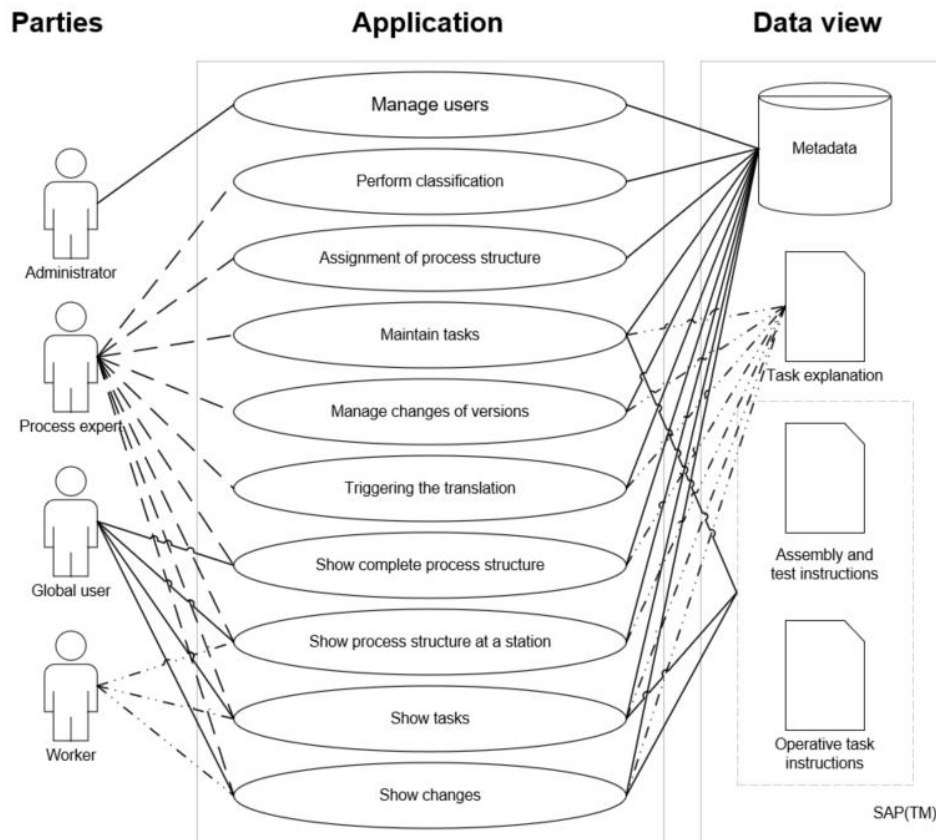 Parties
Application
Data view
Manage users
Metadata
Perform classification
Administrator
Assignment of process structure
Maintain tasks
Task explanation
Process expert
Manage changes of versions
Triggering the translation
Global user
Show complete process structure
Assembly and
test instructions
Show process structure at a station
Worker
Show tasks
Operative task
instructions
Show changes
SAP(TM)